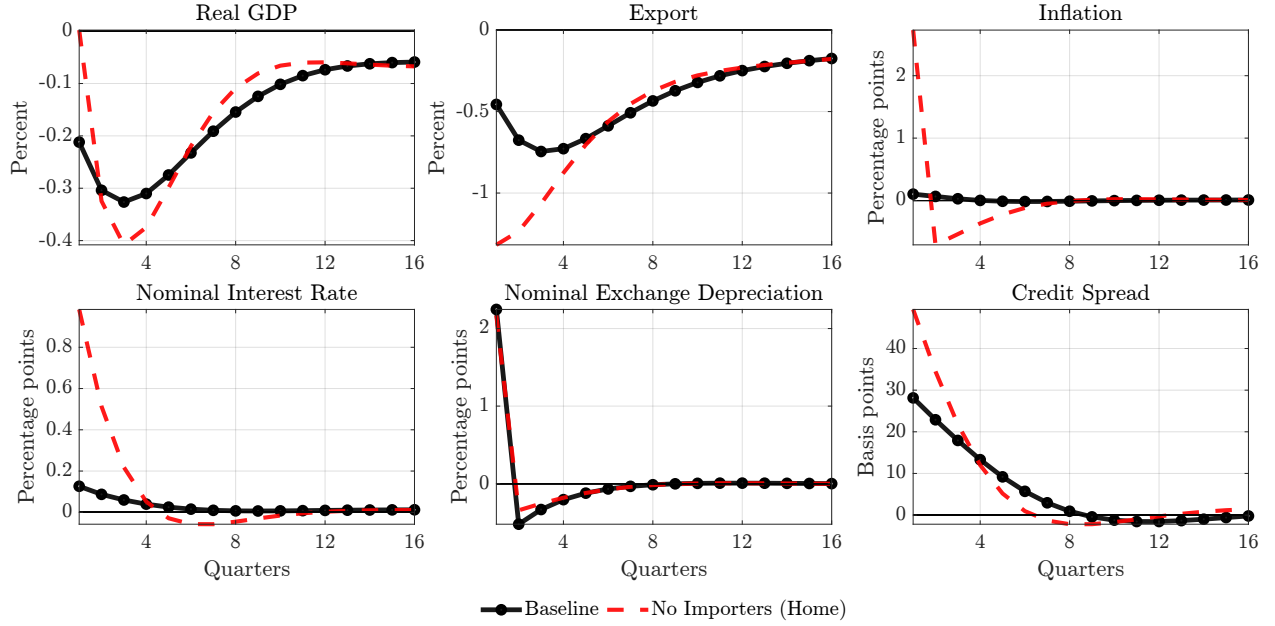 Real GDP
Export
Inflation
Percent
0
-0.1
-0.2
-0.3
-0.4
4
8
12
16
Percent
0
-0.5
-1
4
8
12
16
Percentage points
2
1
0
4
8
12
16
Nominal Interest Rate
Nominal Exchange Depreciation
Credit Spread
Percentage points
0.8
0.6
0.4
0.2
0
4
8
12
16
Quarters
Percentage points
2
1
0
4
8
12
16
Quarters
Basis points
40
30
20
10
0
4
8
12
16
Quarters
Baseline
No Importers (Home)